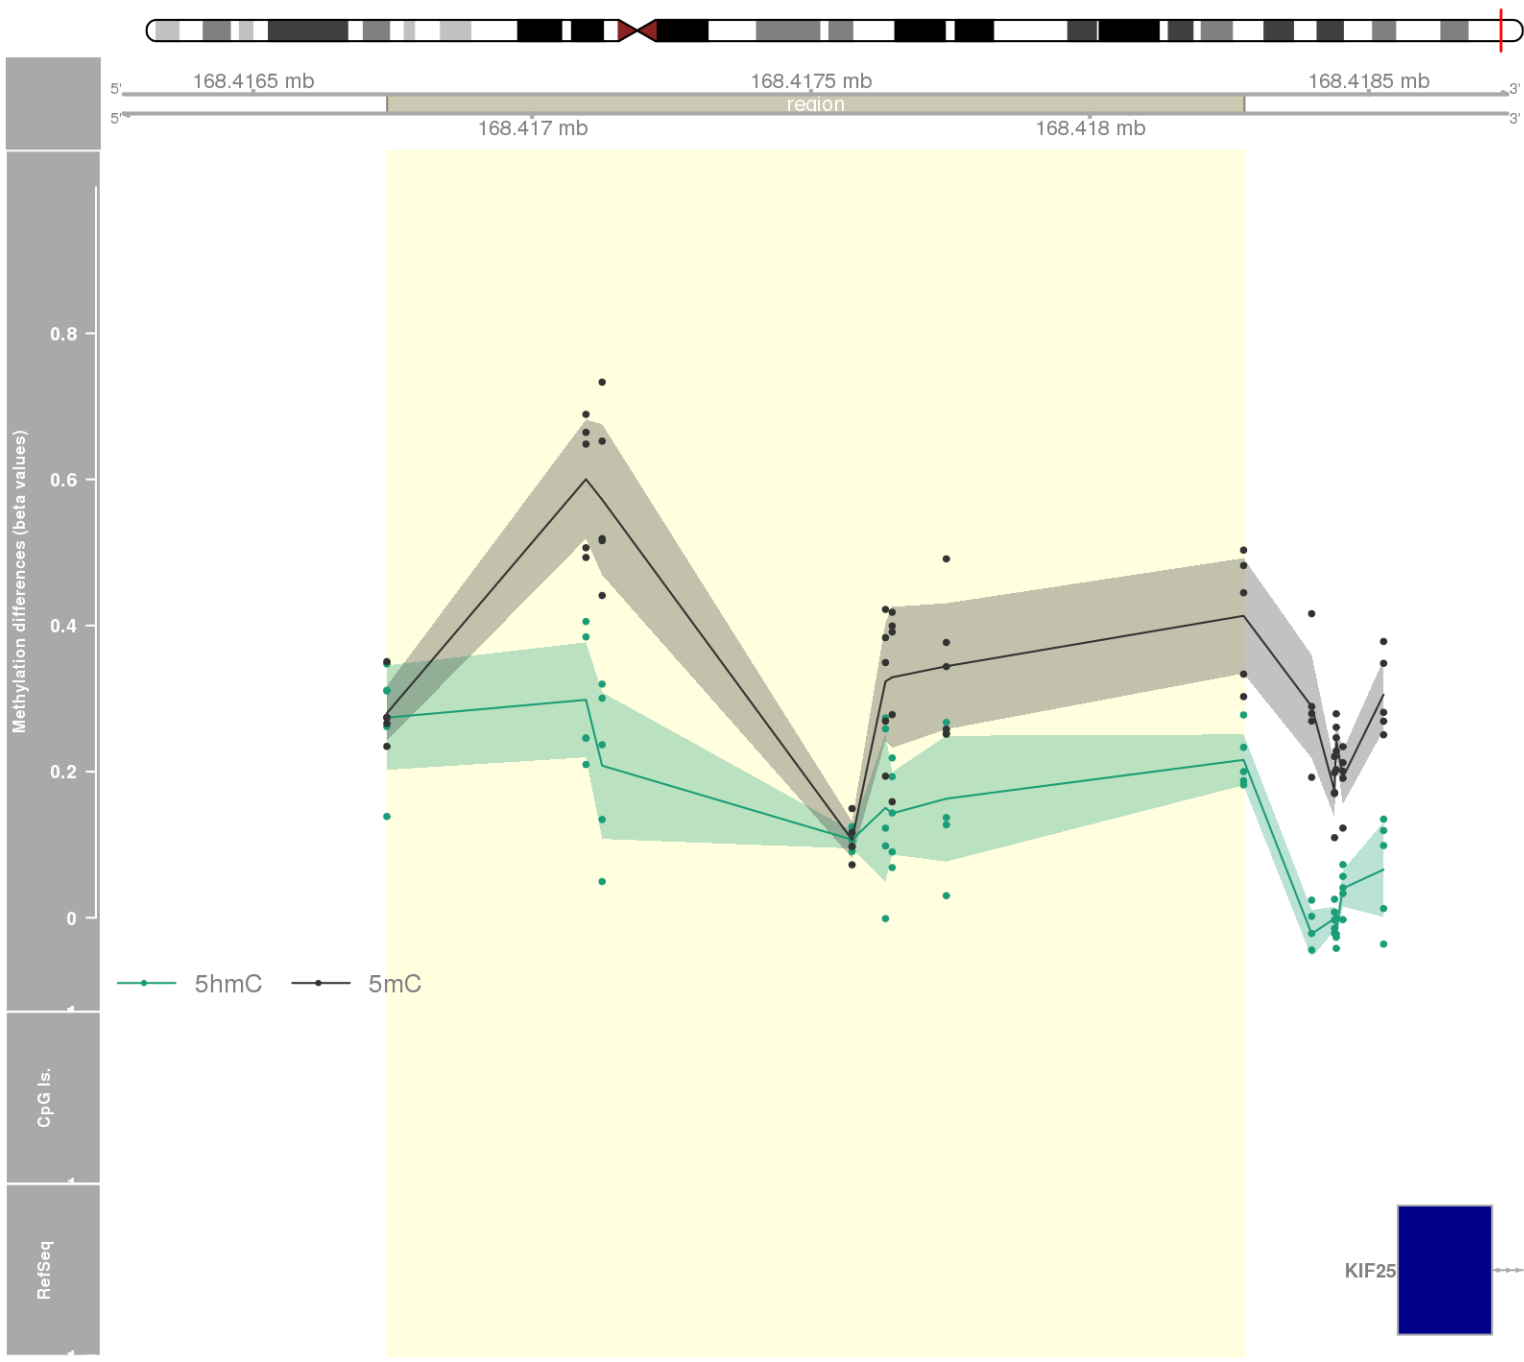 168.4165 mb
168.4175 mb
168.4185 mb
5'
3'
region
5'
3'
168.417 mb
168.418 mb
Methylation differences (beta values)
0.8
0.6
0.4
0.2
0
5hmC
5mC
CpG Is.
RefSeq
KIF25